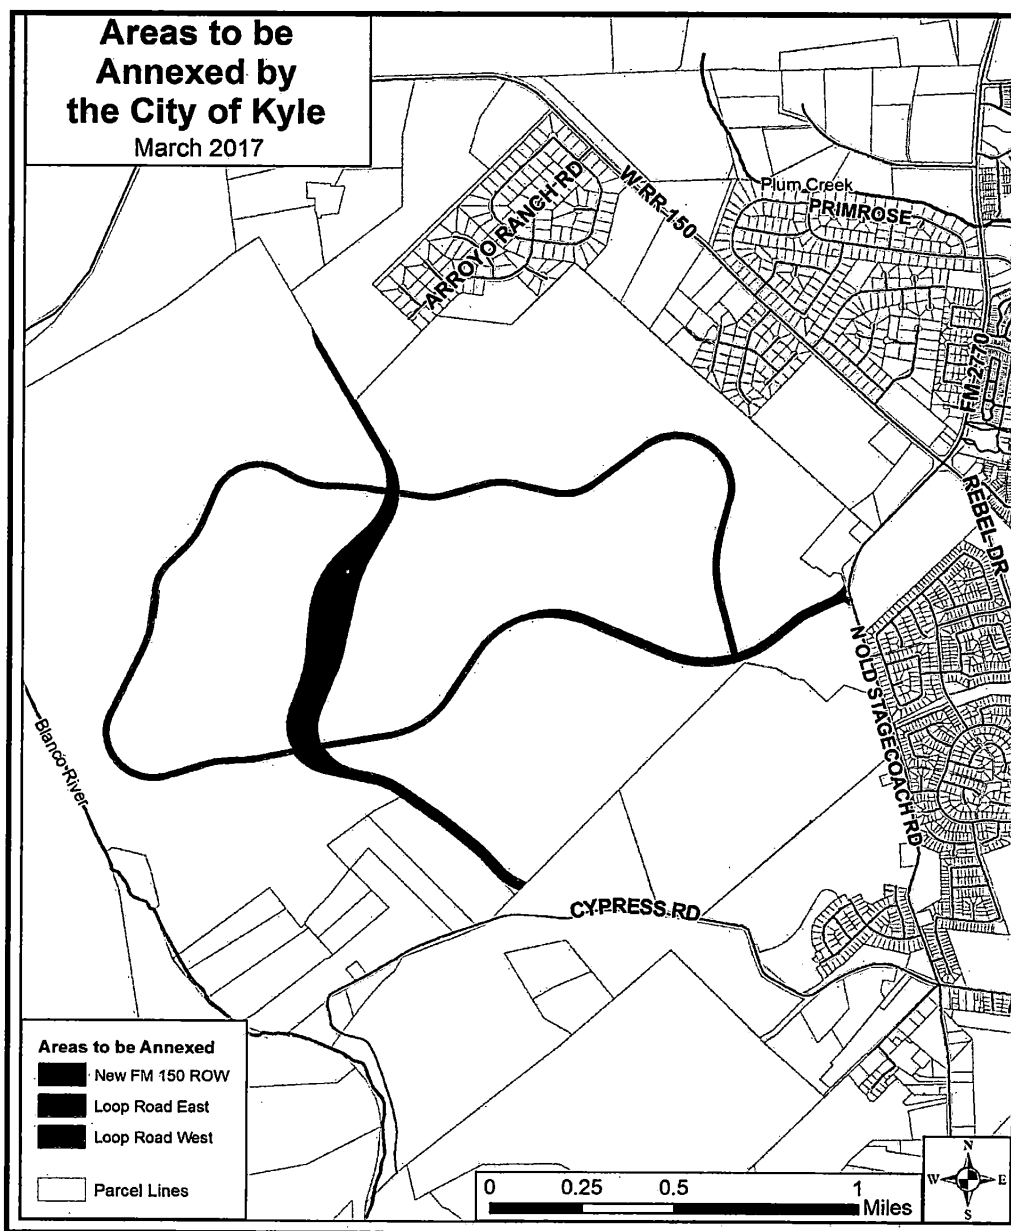 Areas to be
Annexed by
the City of Kyle
March 2017
ARROYO RANCH RD
W RR 150
Plum Creek
PRIMROSE
FM 2770
REBEL DR
N OLD STAGECOACH RD
Blanco River
CYPRESS RD
Areas to be Annexed
New FM 150 ROW
Loop Road East
Loop Road West
Parcel Lines
0 0.25 0.5 1
Miles
N
W E
S